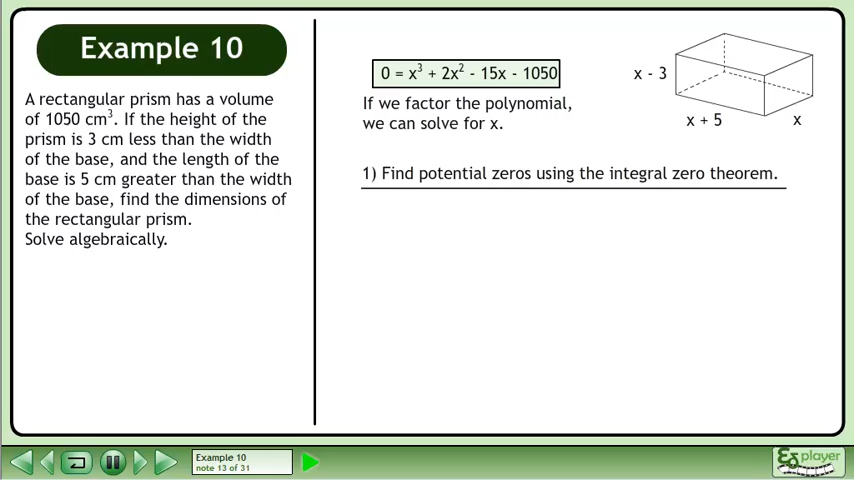 Example 10
A rectangular prism has a volume
of 1050 cm³. If the height of the
prism is 3 cm less than the width
of the base, and the length of the
base is 5 cm greater than the width
of the base, find the dimensions of
the rectangular prism.
Solve algebraically.
0 = x³ + 2x² - 15x - 1050
If we factor the polynomial,
we can solve for x.
x - 3
x + 5
x
1) Find potential zeros using the integral zero theorem.
Example 10
note 13 of 31
player